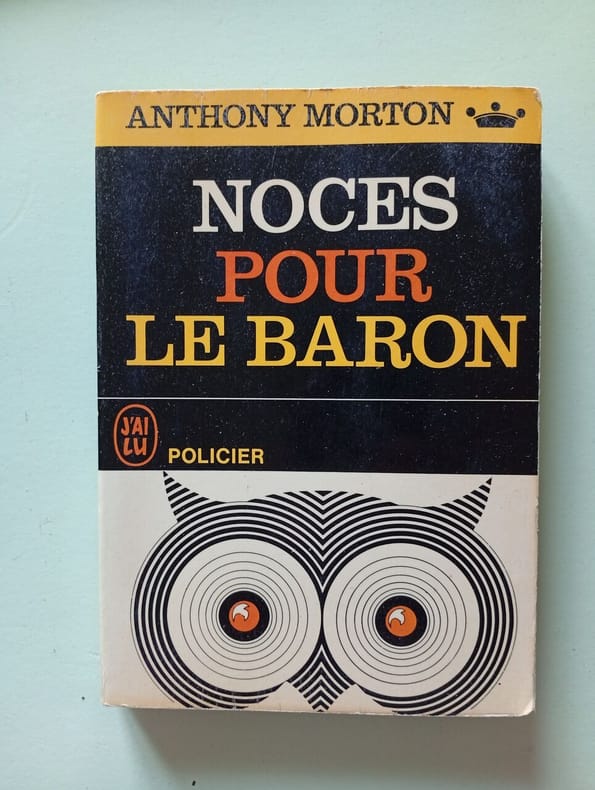 ANTHONY MORTON
NOCES
POUR
LE BARON
J'AI
LU
POLICIER